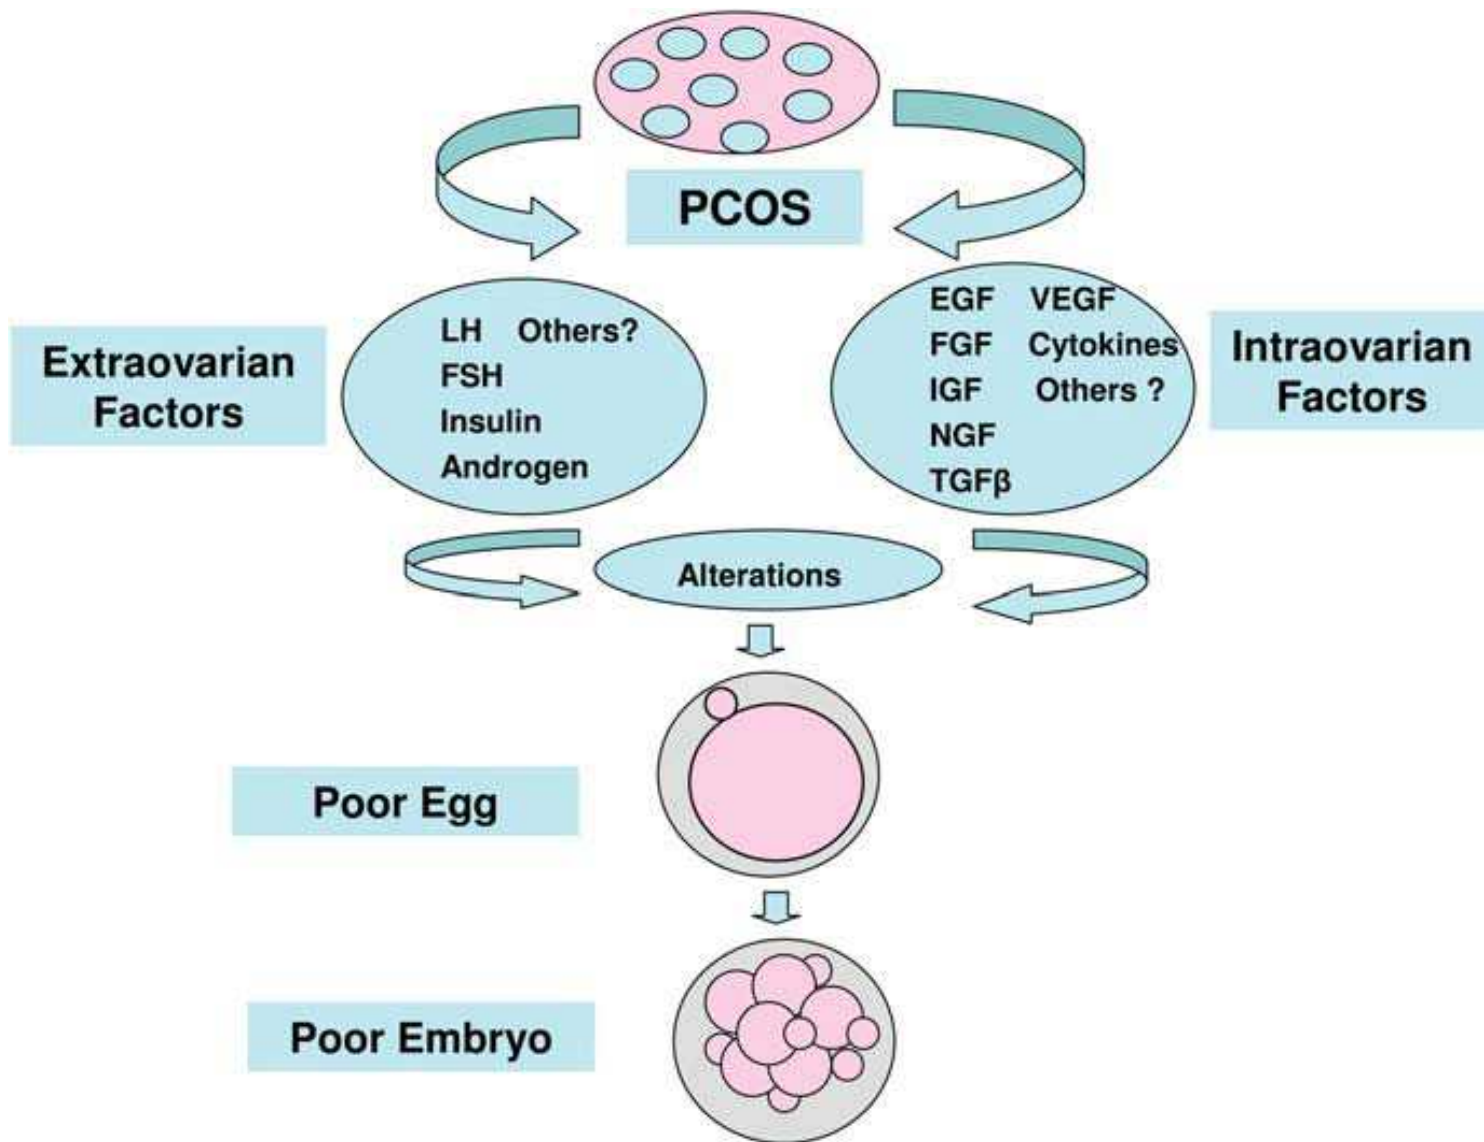 PCOS
Extraovarian
Factors
LH Others?
FSH
Insulin
Androgen
EGF VEGF
FGF Cytokines
IGF Others ?
NGF
TGFβ
Intraovarian
Factors
Alterations
Poor Egg
Poor Embryo